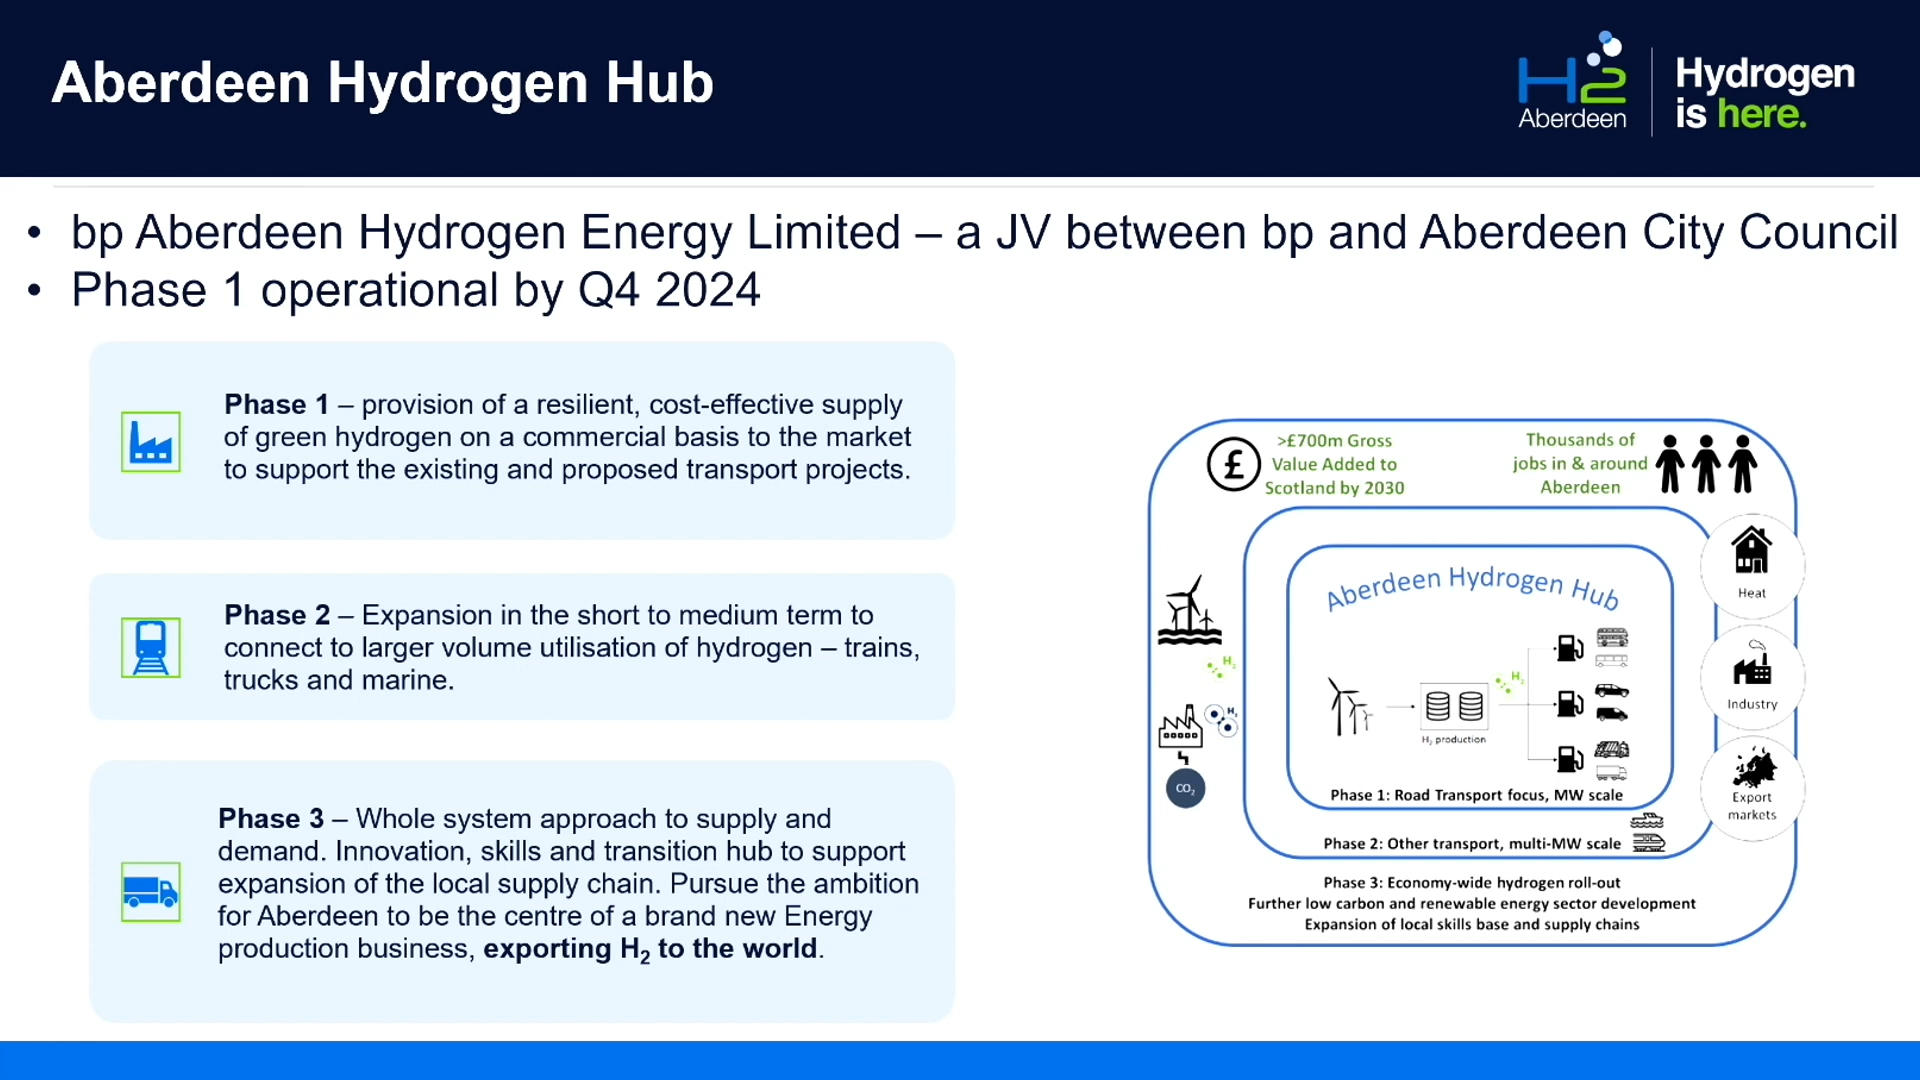 Aberdeen Hydrogen Hub
H2
Aberdeen
Hydrogen
is here.
• bp Aberdeen Hydrogen Energy Limited – a JV between bp and Aberdeen City Council
• Phase 1 operational by Q4 2024
Phase 1 – provision of a resilient, cost-effective supply
of green hydrogen on a commercial basis to the market
to support the existing and proposed transport projects.
Phase 2 – Expansion in the short to medium term to
connect to larger volume utilisation of hydrogen – trains,
trucks and marine.
Phase 3 – Whole system approach to supply and
demand. Innovation, skills and transition hub to support
expansion of the local supply chain. Pursue the ambition
for Aberdeen to be the centre of a brand new Energy
production business, exporting H₂ to the world.
£
>£700m Gross
Value Added to
Scotland by 2030
Thousands of
jobs in & around
Aberdeen
Aberdeen Hydrogen Hub
H₂
H₂
H₂
CO₂
H₂ production
Heat
Industry
Export
markets
Phase 1: Road Transport focus, MW scale
Phase 2: Other transport, multi-MW scale
Phase 3: Economy-wide hydrogen roll-out
Further low carbon and renewable energy sector development
Expansion of local skills base and supply chains